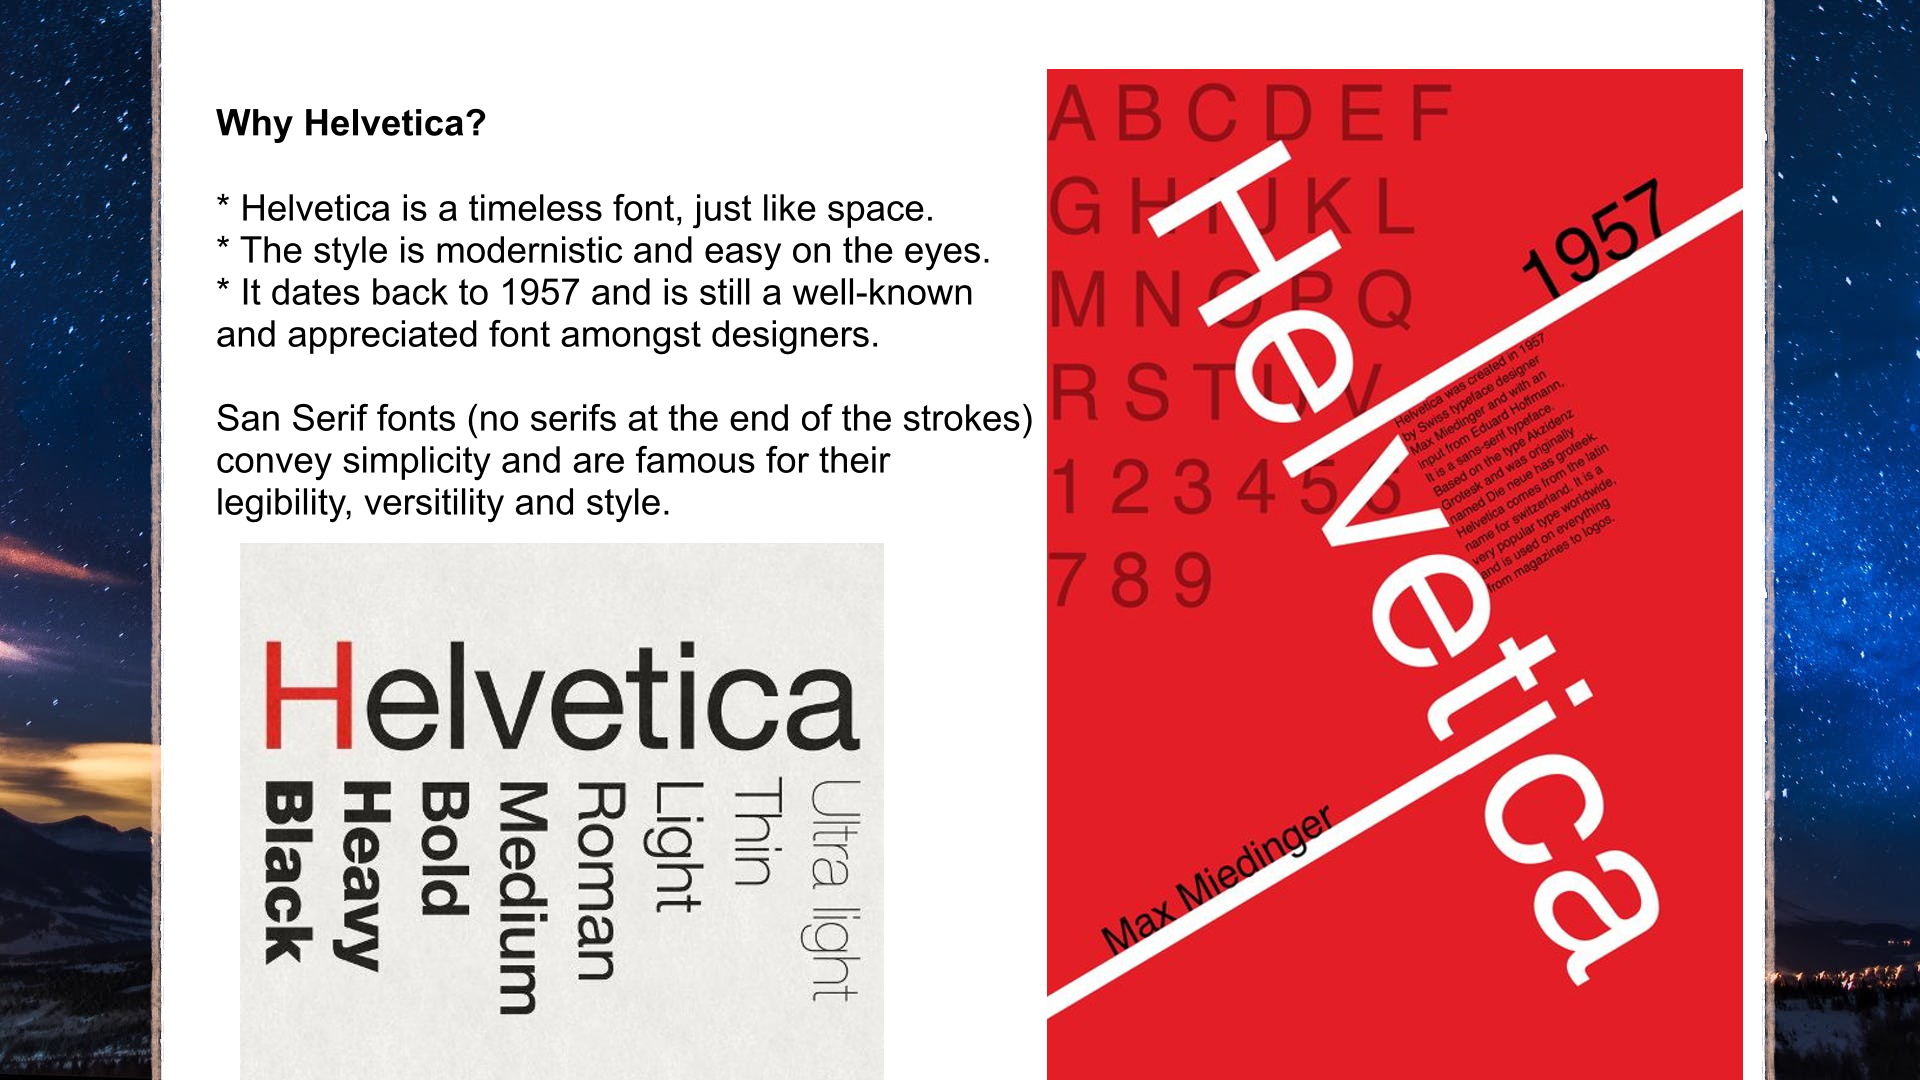 Why Helvetica?
* Helvetica is a timeless font, just like space.
* The style is modernistic and easy on the eyes.
* It dates back to 1957 and is still a well-known
and appreciated font amongst designers.
San Serif fonts (no serifs at the end of the strokes)
convey simplicity and are famous for their
legibility, versitility and style.
Helvetica
Black
Heavy
Bold
Medium
Roman
Light
Thin
Ultra light
A B C D E F
G H I J K L
M N O P Q
R S T U V
1 2 3 4 5 6
7 8 9
Helvetica
1957
Helvetica was created in 1957
by Swiss typeface designer
Max Miedinger and with an
input from Eduard Hoffmann.
It is a sans-serif typeface.
Based on the type Akzidenz
Grotesk and was originally
named Die neue has groteek.
Helvetica comes from the latin
name for switzerland. It is a
very popular type worldwide,
and is used on everything
from magazines to logos.
Max Miedinger